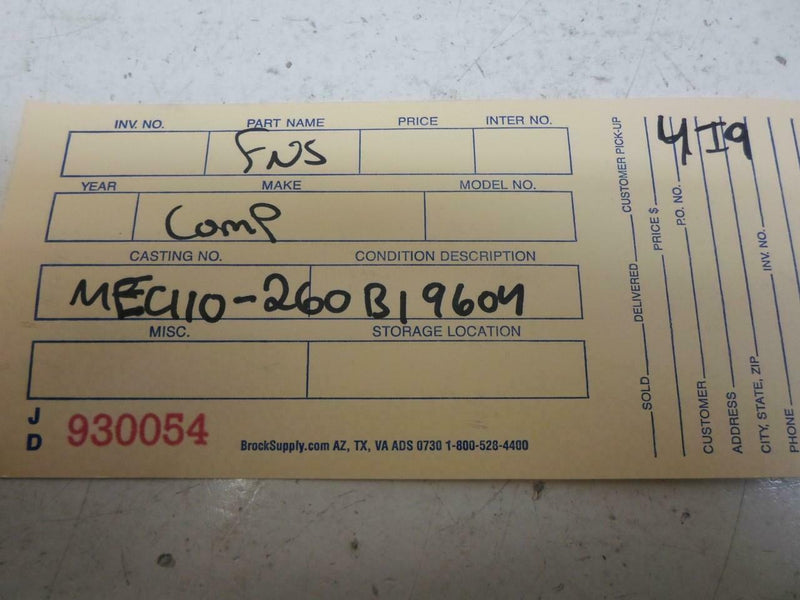 INV. NO. PART NAME PRICE INTER NO.
FNS
YEAR MAKE MODEL NO.
Comp
CASTING NO. CONDITION DESCRIPTION
MEC110-260B19604
MISC. STORAGE LOCATION
J
D
930054
BrockSupply.com AZ, TX, VA ADS 0730 1-800-528-4400
SOLD DELIVERED CUSTOMER PICK-UP
PRICE $
CUSTOMER P.O. NO.
ADDRESS
CITY, STATE, ZIP
PHONE INV. NO.
4I9